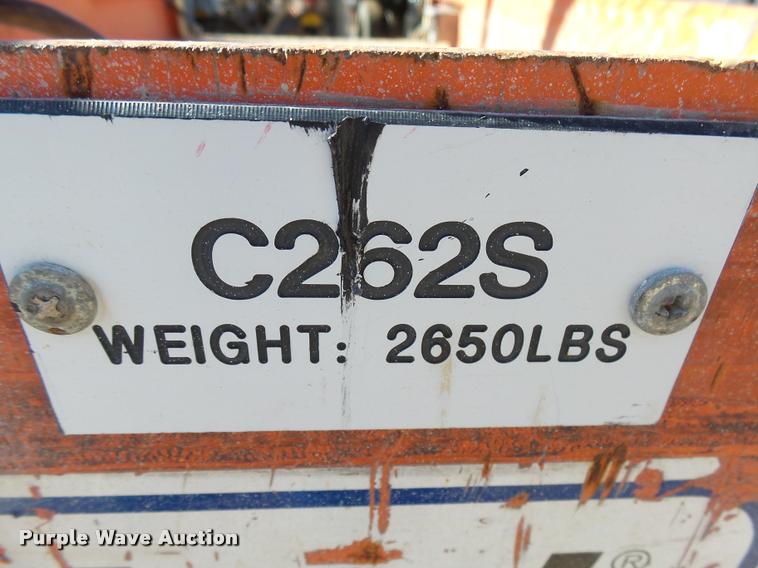 C262S
WEIGHT: 2650LBS
®
Purple Wave Auction